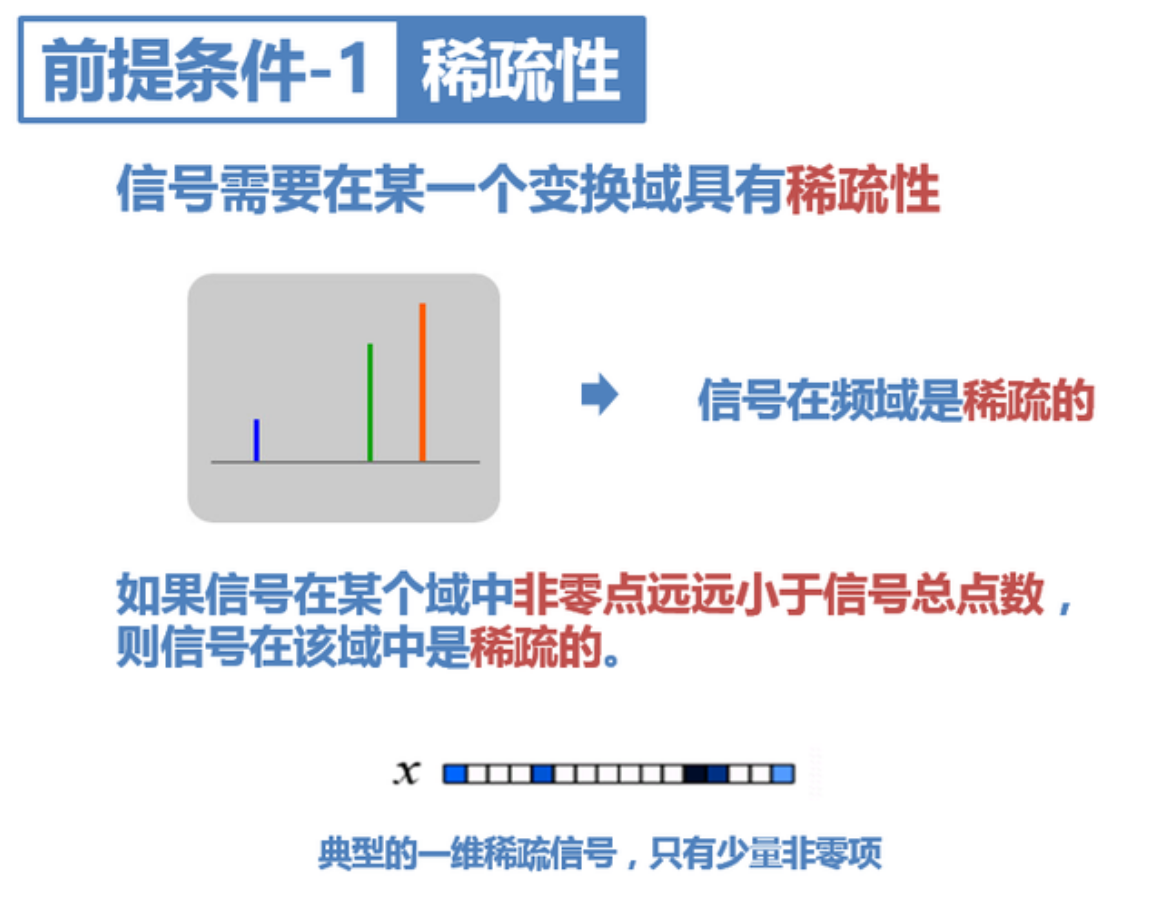 前提条件-1 稀疏性
信号需要在某一个变换域具有稀疏性
信号在频域是稀疏的
如果信号在某个域中非零点远远小于信号总点数，
则信号在该域中是稀疏的。
x
典型的一维稀疏信号，只有少量非零项